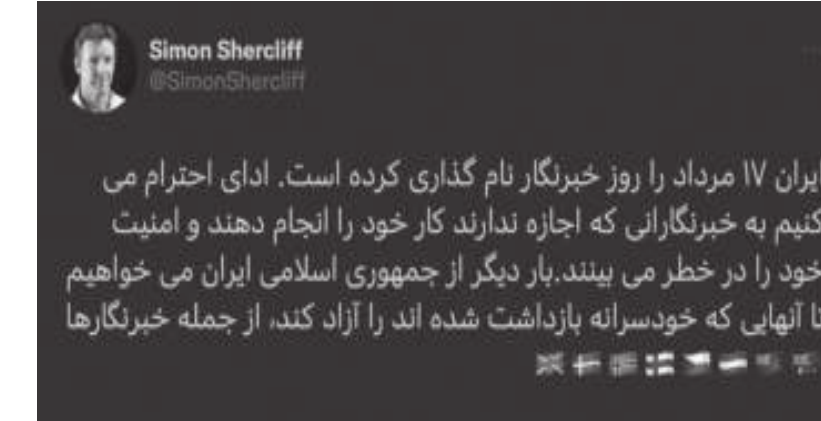 Simon Shercliff
@SimonShercliff
ایران ۱۷ مرداد را روز خبرنگار نام گذاری کرده است. ادای احترام می
کنیم به خبرنگارانی که اجازه ندارند کار خود را انجام دهند و امنیت
خود را در خطر می بینند.بار دیگر از جمهوری اسلامی ایران می خواهیم
تا آنهایی که خودسرانه بازداشت شده اند را آزاد کند، از جمله خبرنگارها